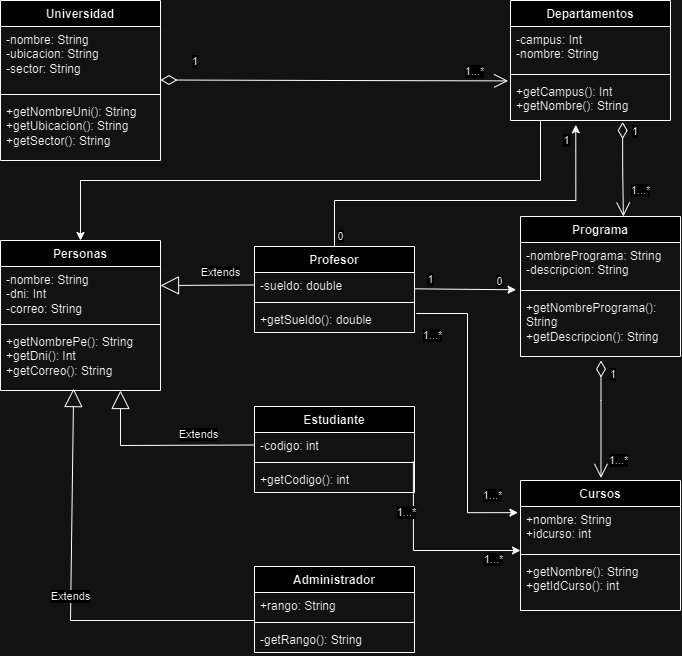 Universidad
-nombre: String
-ubicacion: String
-sector: String
+getNombreUni(): String
+getUbicacion(): String
+getSector(): String
1
1...*
Departamentos
-campus: Int
-nombre: String
+getCampus(): Int
+getNombre(): String
1
1
1...*
0
Personas
-nombre: String
-dni: Int
-correo: String
+getNombrePe(): String
+getDni(): Int
+getCorreo(): String
Extends
Profesor
-sueldo: double
+getSueldo(): double
1
0
1...*
Programa
-nombrePrograma: String
-descripcion: String
+getNombrePrograma():
String
+getDescripcion(): String
1
1...*
Extends
Estudiante
-codigo: int
+getCodigo(): int
1...*
1...*
1...*
Cursos
+nombre: String
+idcurso: int
+getNombre(): String
+getIdCurso(): int
Extends
Administrador
+rango: String
-getRango(): String